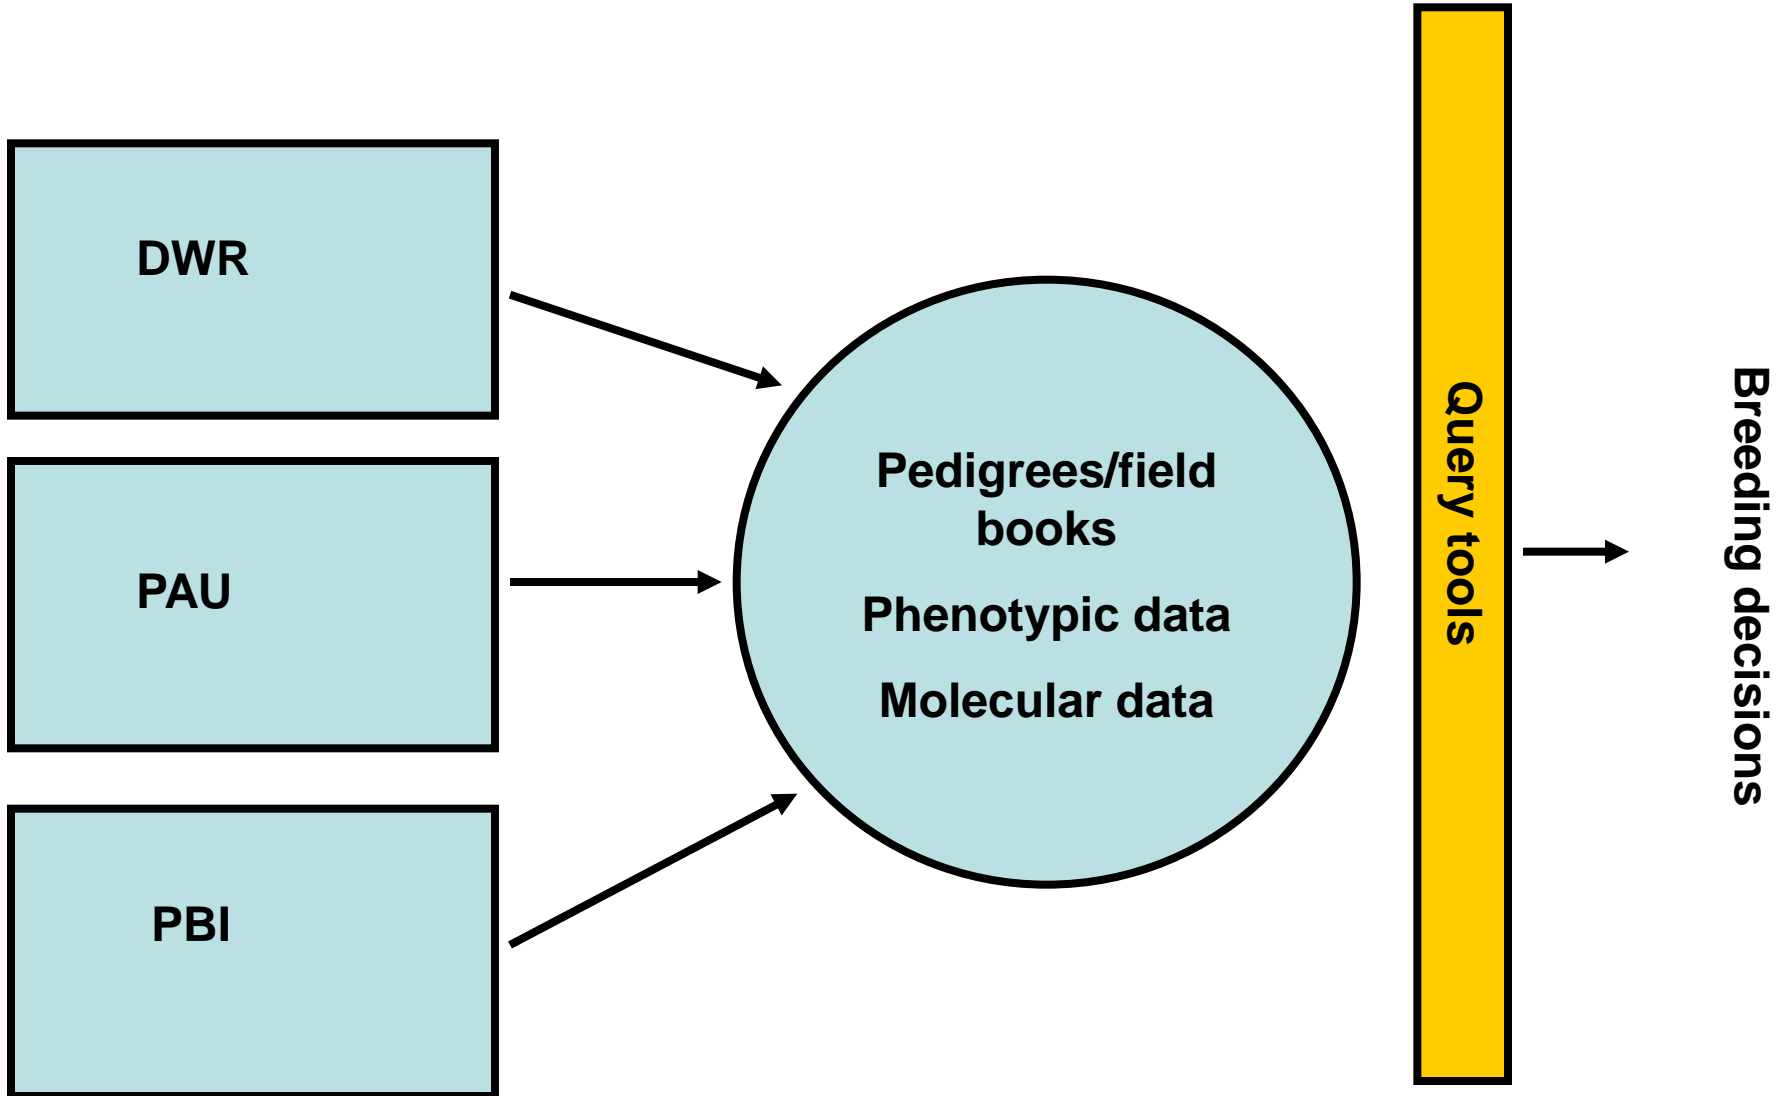 DWR
PAU
PBI
Pedigrees/field
books
Phenotypic data
Molecular data
Query tools
Breeding decisions